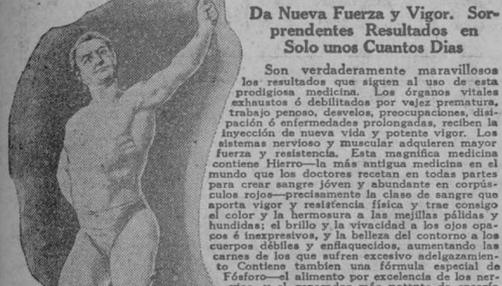 Da Nueva Fuerza y Vigor. Sor-
prendentes Resultados en
Solo unos Cuantos Dias
Son verdaderamente maravillosos
los resultados que siguen al uso de esta
prodigiosa medicina. Los órganos vitales
exhaustos ó debilitados por vejez prematura,
trabajo penoso, desvelos, preocupaciones, disi-
pación ó enfermedades prolongadas, reciben la
inyección de nueva vida y potente vigor. Los
sistemas nervioso y muscular adquieren mayor
fuerza y resistencia. Esta magnífica medicina
contiene Hierro—la más antigua medicina en el
mundo que los doctores recetan en todas partes
para crear sangre jóven y abundante en corpús-
culos rojos—precisamente la clase de sangre que
aporta vigor y resistencia física y trae consigo
el color y la hermosura a las mejillas pálidas y
hundidas; el brillo y la vivacidad a los ojos opa-
cos é inexpresivos, y la belleza del contorno a los
cuerpos débiles y enflaquecidos, aumentando las
carnes de los que sufren excesivo adelgazamien-
to Contiene tambien una fórmula especial de
Fósforo—el alimento por excelencia de los ner-